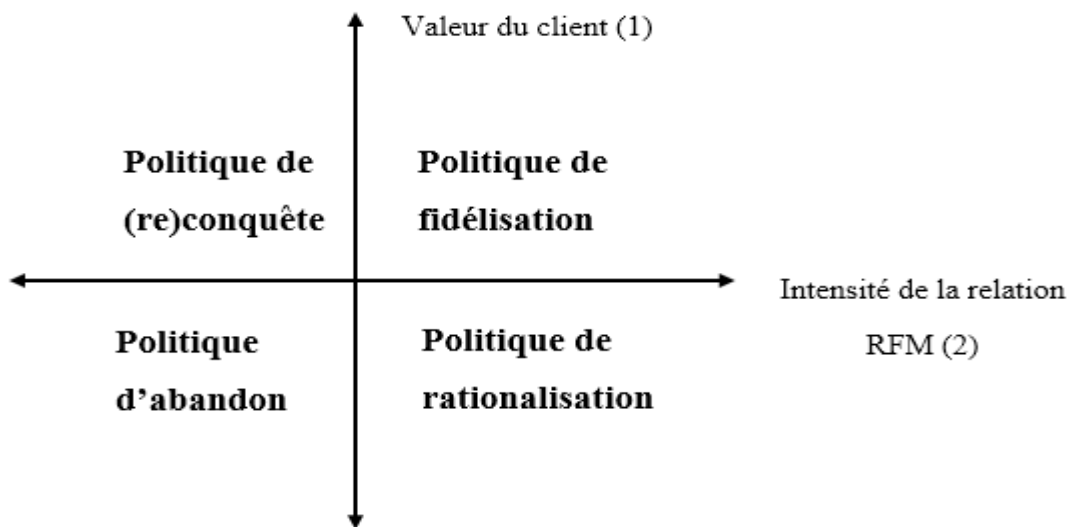 Valeur du client (1)
Politique de
(re)conquête
Politique de
fidélisation
Intensité de la relation
RFM (2)
Politique
d’abandon
Politique de
rationalisation